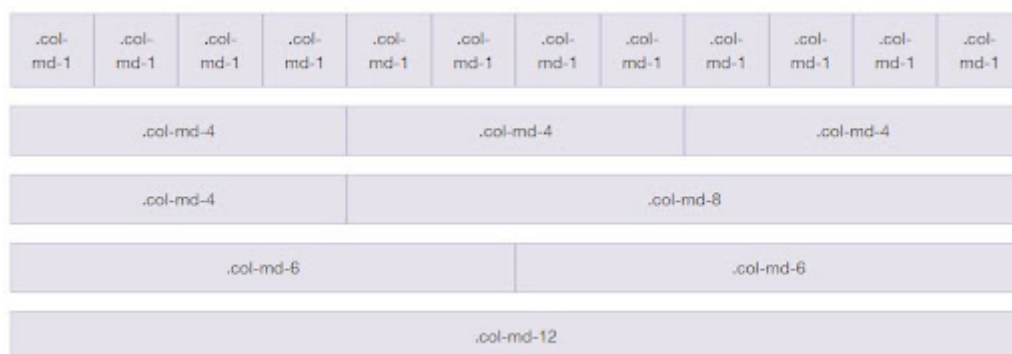 .col- .col- .col- .col- .col- .col- .col- .col- .col- .col- .col- .col-
md-1 md-1 md-1 md-1 md-1 md-1 md-1 md-1 md-1 md-1 md-1 md-1
.col-md-4 .col-md-4 .col-md-4
.col-md-4 .col-md-8
.col-md-6 .col-md-6
.col-md-12